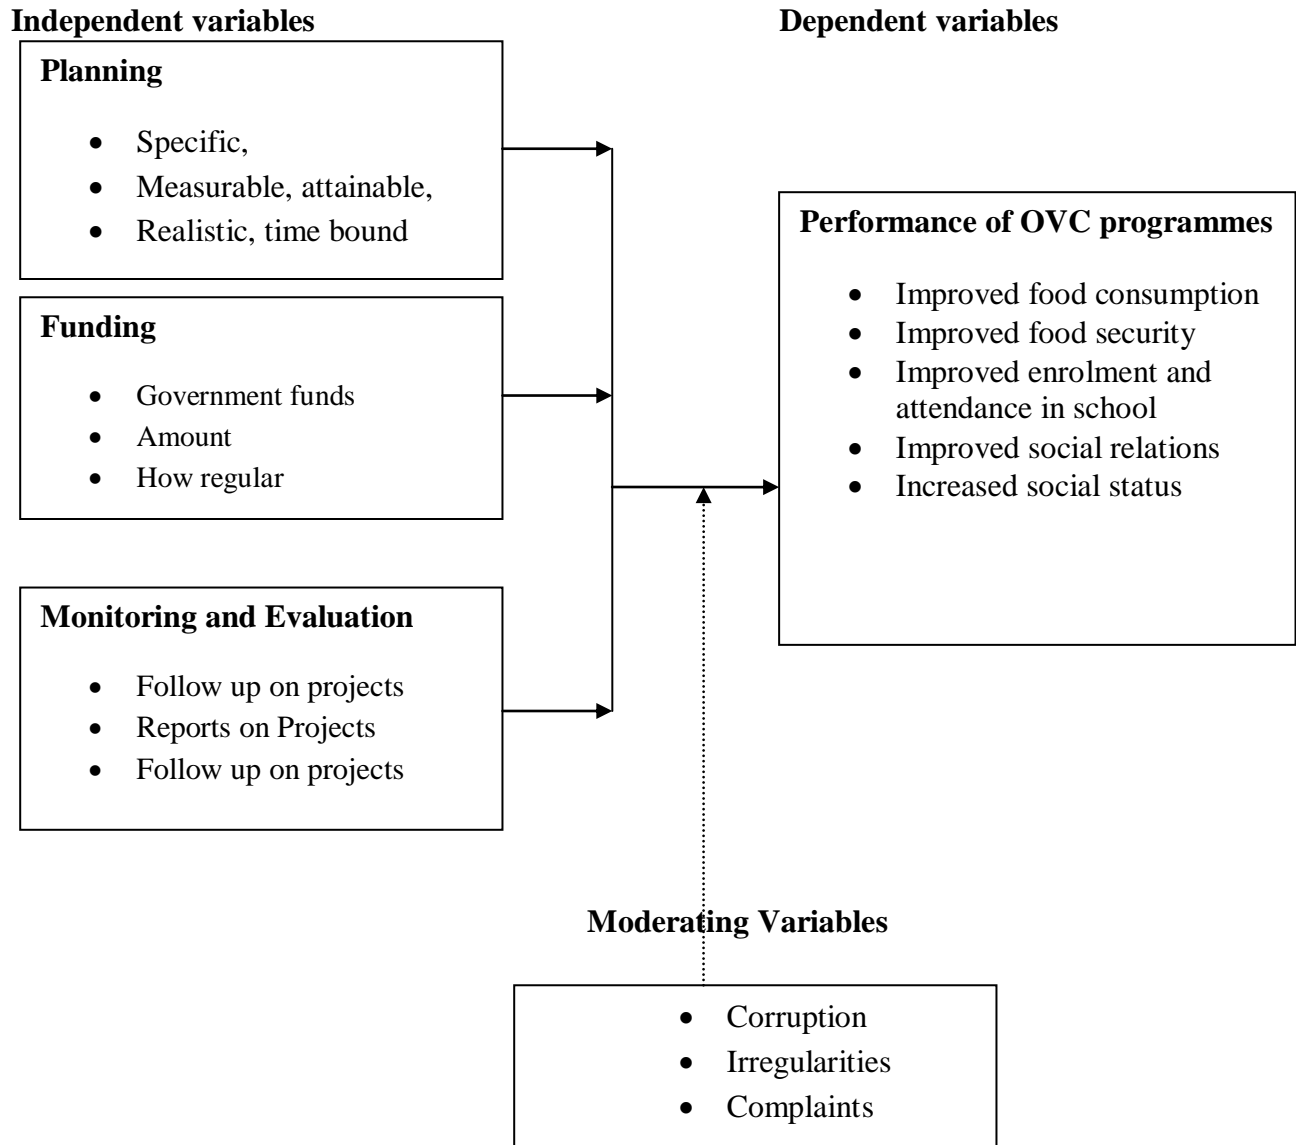 Independent variables
Planning
• Specific,
• Measurable, attainable,
• Realistic, time bound
Funding
• Government funds
• Amount
• How regular
Monitoring and Evaluation
• Follow up on projects
• Reports on Projects
• Follow up on projects
Dependent variables
Performance of OVC programmes
• Improved food consumption
• Improved food security
• Improved enrolment and
attendance in school
• Improved social relations
• Increased social status
Moderating Variables
• Corruption
• Irregularities
• Complaints